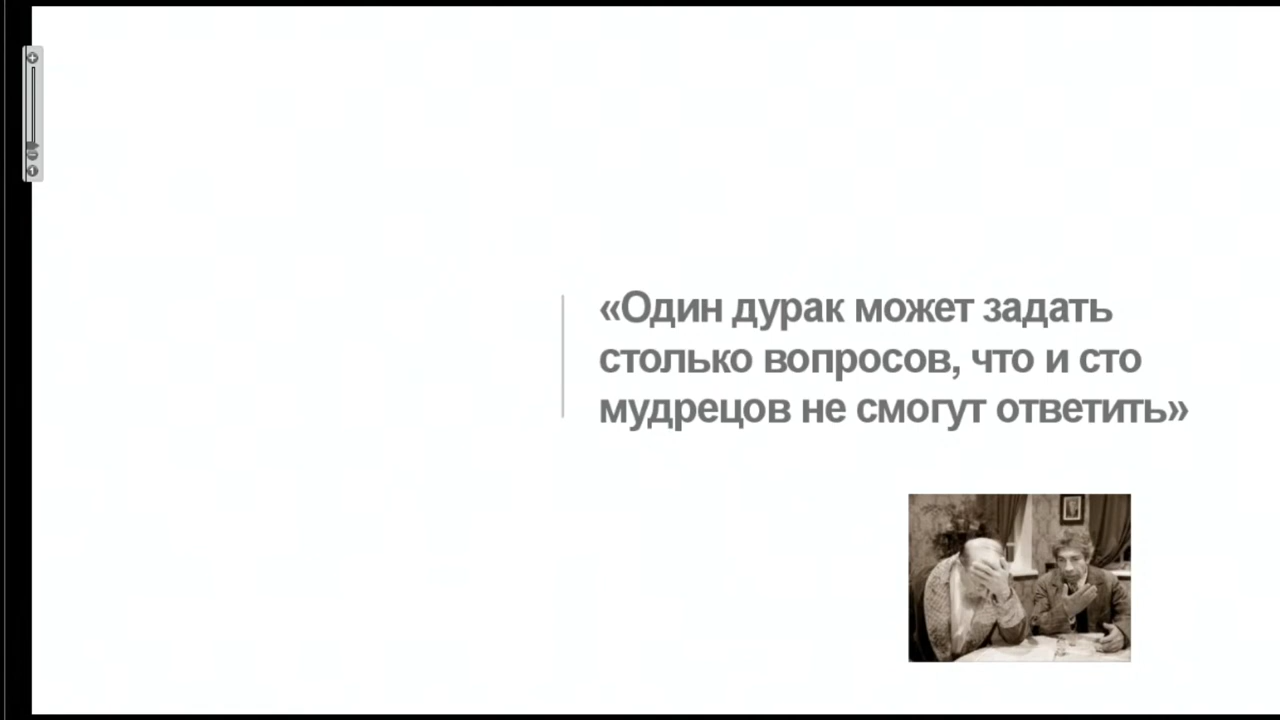 «Один дурак может задать
столько вопросов, что и сто
мудрецов не смогут ответить»